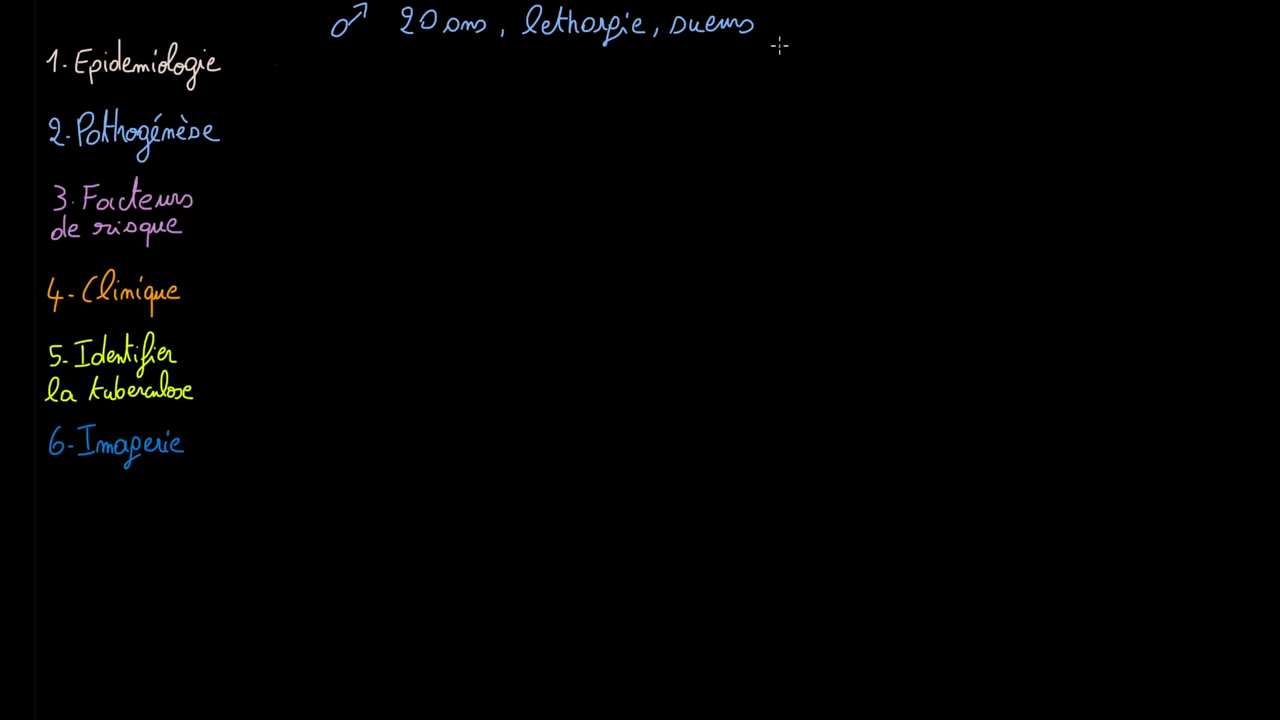 ♂ 20 ans, lethargie, sueurs
1. Epidemiologie
2. Pathogénèse
3. Facteurs
de risque
4- Clinique
5. Identifier
la tuberculose
6- Imagerie